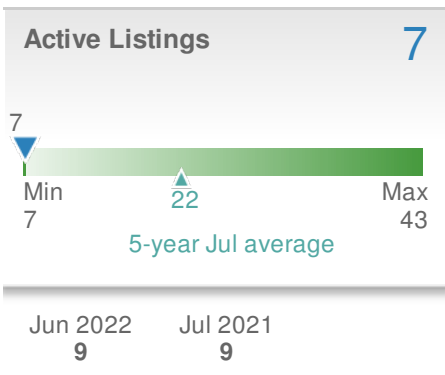 Active Listings 7
7
Min Max
7 22 43
5-year Jul average
Jun 2022 Jul 2021
9 9